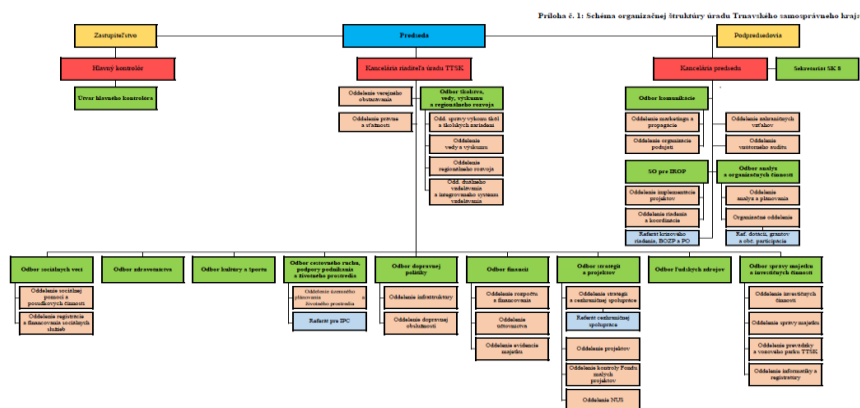 Príloha č. 1: Schéma organizačnej štruktúry úradu Trnavského samosprávneho kraja
Zastupiteľstvo
Predseda
Podpredsedovia
Hlavný kontrolór
Kancelária riaditeľa úradu TTSK
Kancelária predsedu
Sekretariát SK 8
Útvar hlavného kontrolóra
Oddelenie verejného
obstarávania
Oddelenie právne
a sťažností
Odbor školstva,
vedy, výskumu
a regionálneho rozvoja
Odd. správy výkonu škôl
a školských zariadení
Oddelenie
vedy a výskumu
Oddelenie
regionálneho rozvoja
Odd. duálneho
vzdelávania
a integrovaného systému
vzdelávania
Odbor komunikácie
Oddelenie marketingu a
propagácie
Oddelenie organizácie
podujatí
Oddelenie zahraničných
vzťahov
Oddelenie
vnútorného auditu
SO pre IROP
Oddelenie implementácie
projektov
Oddelenie riadenia
a koordinácie
Referát krízového
riadenia, BOZP a PO
Odbor analýz
a organizačných činností
Oddelenie
analýz a plánovania
Organizačné oddelenie
Ref. dotácií, grantov
a obč. participácie
Odbor sociálnych vecí
Oddelenie sociálnej
pomoci a
posudkových činností
Oddelenie registrácie
a financovania sociálnych
služieb
Odbor zdravotníctva
Odbor kultúry a športu
Odbor cestovného ruchu,
podpory podnikania
a životného prostredia
Oddelenie územného
plánovania a
životného prostredia
Referát pre IPC
Odbor dopravnej
politiky
Oddelenie infraštruktúry
Oddelenie dopravnej
obslužnosti
Odbor financií
Oddelenie rozpočtu
a financovania
Oddelenie
účtovníctva
Oddelenie evidencie
majetku
Odbor stratégií
a projektov
Oddelenie stratégií
a cezhraničnej spolupráce
Referát cezhraničnej
spolupráce
Oddelenie projektov
Oddelenie kontroly Fondu
malých
projektov
Oddelenie NUS
Odbor ľudských zdrojov
Odbor správy majetku
a investičných činností
Oddelenie investičných
činností
Oddelenie správy majetku
Oddelenie prevádzky
a vozového parku TTSK
Oddelenie informatiky a
registratúry